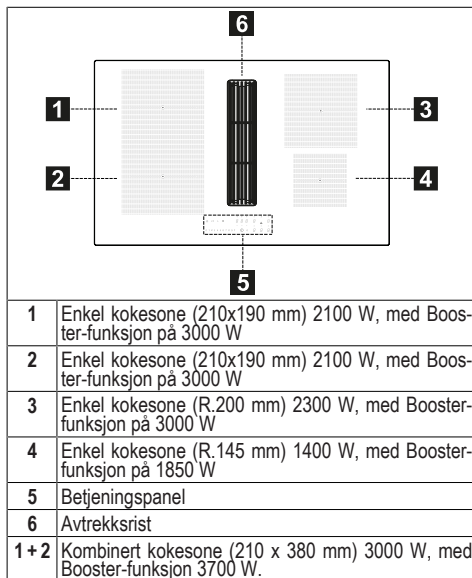 6
1
3
2
4
5
1 Enkel kokesone (210x190 mm) 2100 W, med Boos-
ter-funksjon på 3000 W
2 Enkel kokesone (210x190 mm) 2100 W, med Boos-
ter-funksjon på 3000 W
3 Enkel kokesone (R.200 mm) 2300 W, med Booster-
funksjon på 3000 W
4 Enkel kokesone (R.145 mm) 1400 W, med Booster-
funksjon på 1850 W
5 Betjeningspanel
6 Avtrekksrist
1 + 2 Kombinert kokesone (210 x 380 mm) 3000 W, med
Booster-funksjon 3700 W.